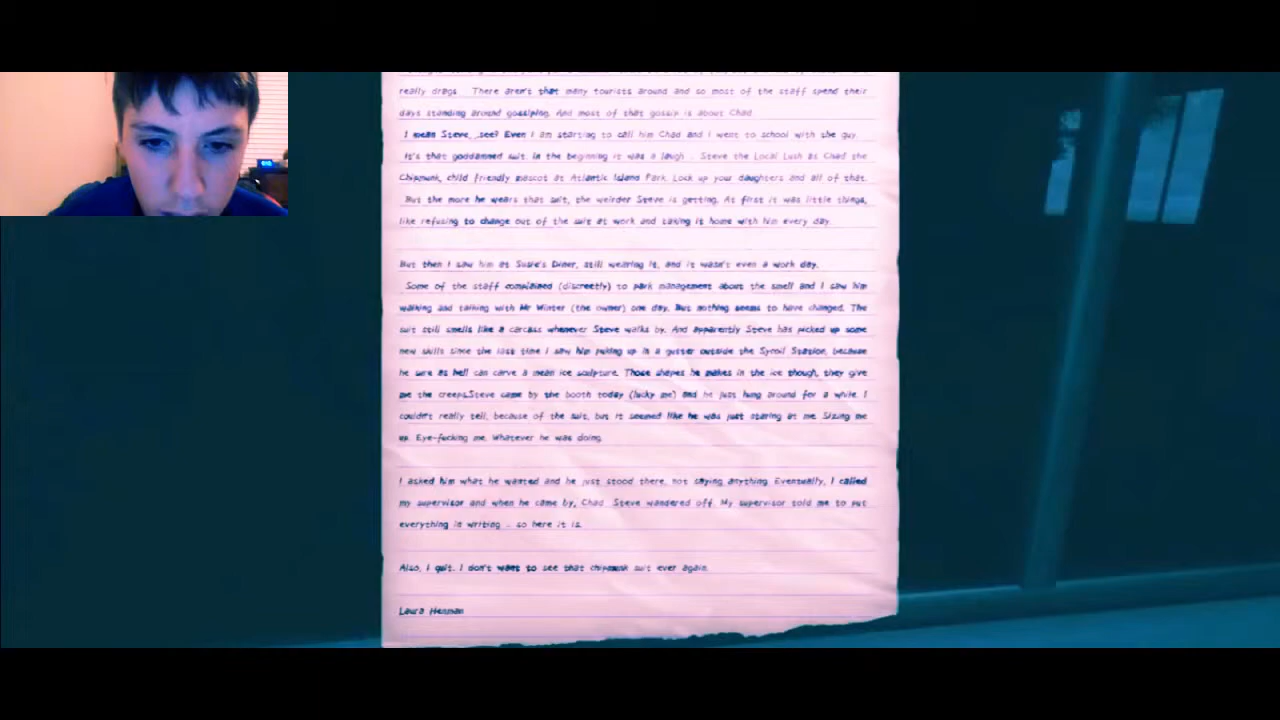 really drags. There aren't that many tourists around and so most of the staff spend their
days standing around gossiping. And most of that gossip is about Chad.
I mean Steve, see? Even I am starting to call him Chad and I went to school with the guy.
It's that goddamned suit. In the beginning it was a laugh - Steve the Local Lush as Chad the
Chipmunk, child friendly mascot at Atlantic Island Park. Lock up your daughters and all of that.
But the more he wears that suit, the weirder Steve is getting. At first it was little things,
like refusing to change out of the suit at work and taking it home with him every day.
But then I saw him at Susie's Diner, still wearing it, and it wasn't even a work day.
Some of the staff complained (discreetly) to park management about the smell and I saw him
walking and talking with Mr Winter (the owner) one day. But nothing seems to have changed. The
suit still smells like a carcass whenever Steve walks by. And apparently Steve has picked up some
new skills since the last time I saw him puking up in a gutter outside the Synoil Station, because
he sure as hell can carve a mean ice sculpture. Those shapes he makes in the ice though, they give
me the creeps.Steve came by the booth today (lucky me) and he just hung around for a while. I
couldn't really tell, because of the suit, but it seemed like he was just staring at me. Sizing me
up. Eye-fucking me. Whatever he was doing.
I asked him what he wanted and he just stood there, not saying anything. Eventually, I called
my supervisor and when he came by, Chad Steve wandered off. My supervisor told me to put
everything in writing - so here it is.
Also, I quit. I don't want to see that chipmunk suit ever again.
Laura Henman